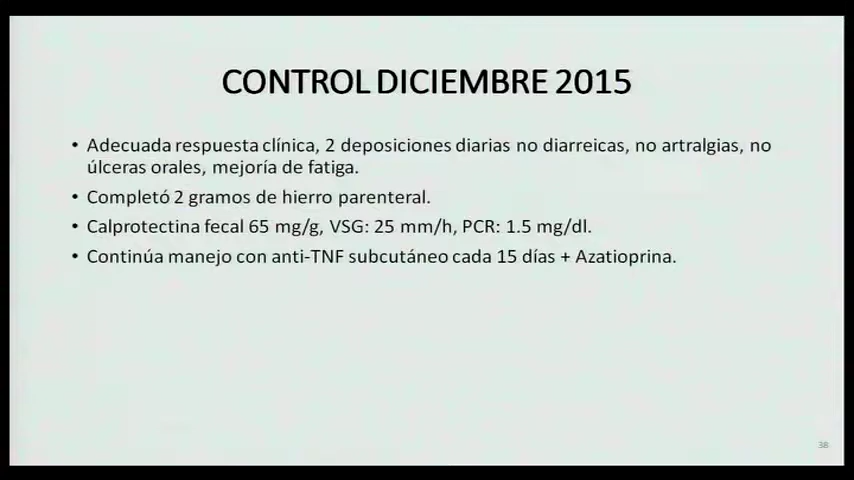 CONTROL DICIEMBRE 2015
• Adecuada respuesta clínica, 2 deposiciones diarias no diarreicas, no artralgias, no
úlceras orales, mejoría de fatiga.
• Completó 2 gramos de hierro parenteral.
• Calprotectina fecal 65 mg/g, VSG: 25 mm/h, PCR: 1.5 mg/dl.
• Continúa manejo con anti-TNF subcutáneo cada 15 días + Azatioprina.
38